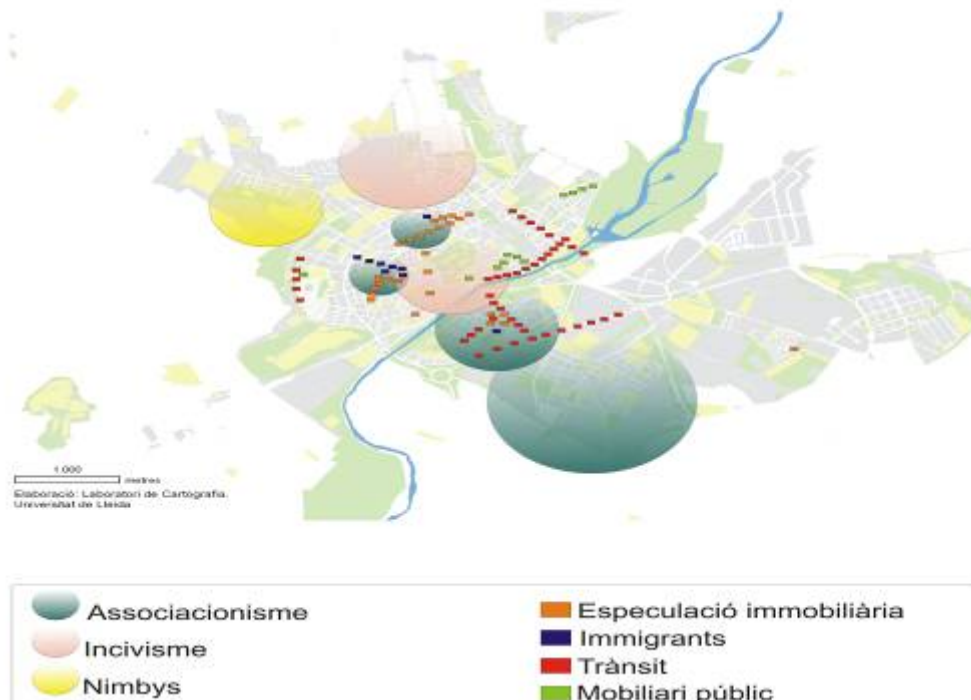 1.000
metres
Elaboració: Laboratori de Cartografia.
Universitat de Lleida
Associacionisme
Incivisme
Nimbys
Especulació immobiliària
Immigrants
Trànsit
Mobiliari públic